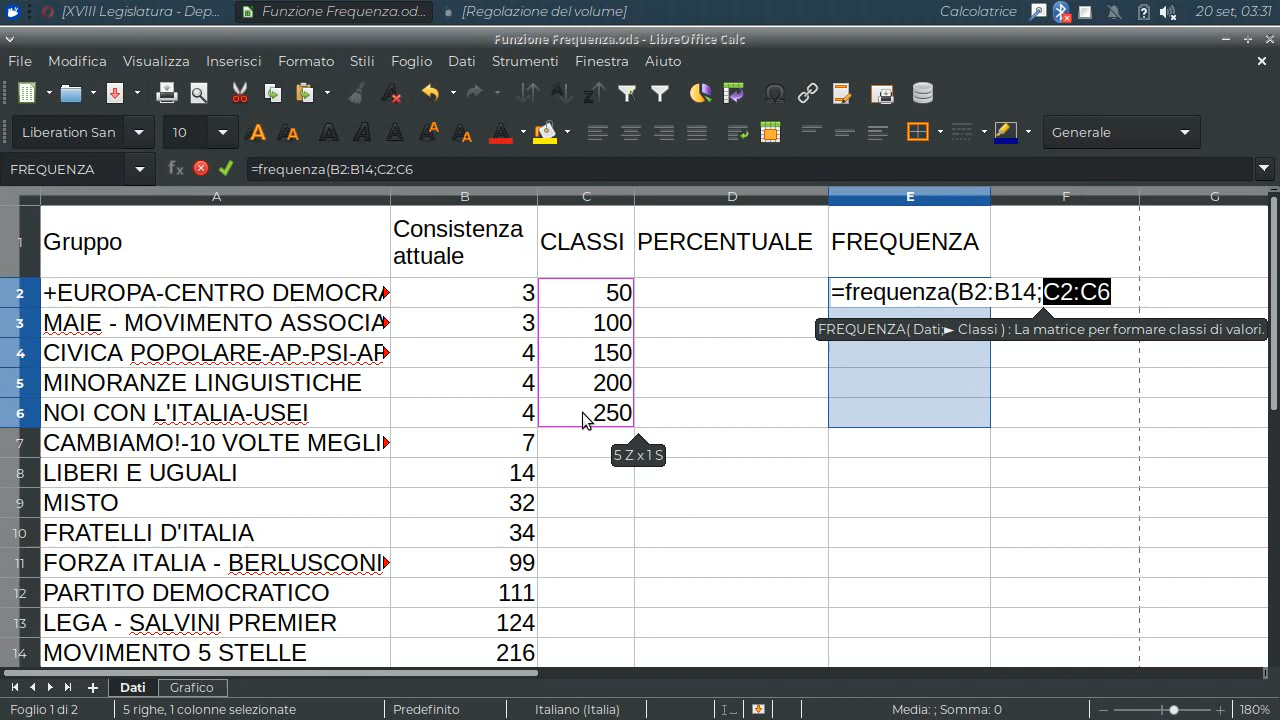 [XVIII Legislatura - Dep... Funzione Frequenza.od... [Regolazione del volume] Calcolatrice 20 set, 03:31
Funzione Frequenza.ods - LibreOffice Calc
File Modifica Visualizza Inserisci Formato Stili Foglio Dati Strumenti Finestra Aiuto
Liberation San 10 Generale
FREQUENZA =frequenza(B2:B14;C2:C6
A B C D E F G
1 Gruppo Consistenza attuale CLASSI PERCENTUALE FREQUENZA
2 +EUROPA-CENTRO DEMOCRA 3 50 =frequenza(B2:B14;C2:C6
3 MAIE - MOVIMENTO ASSOCIA 3 100 FREQUENZA( Dati;► Classi ) : La matrice per formare classi di valori.
4 CIVICA POPOLARE-AP-PSI-AR 4 150
5 MINORANZE LINGUISTICHE 4 200
6 NOI CON L'ITALIA-USEI 4 250
7 CAMBIAMO!-10 VOLTE MEGLI 7 5 Z x 1 S
8 LIBERI E UGUALI 14
9 MISTO 32
10 FRATELLI D'ITALIA 34
11 FORZA ITALIA - BERLUSCONI 99
12 PARTITO DEMOCRATICO 111
13 LEGA - SALVINI PREMIER 124
14 MOVIMENTO 5 STELLE 216
Dati Grafico
Foglio 1 di 2 5 righe, 1 colonne selezionate Predefinito Italiano (Italia) Media: ; Somma: 0 180%